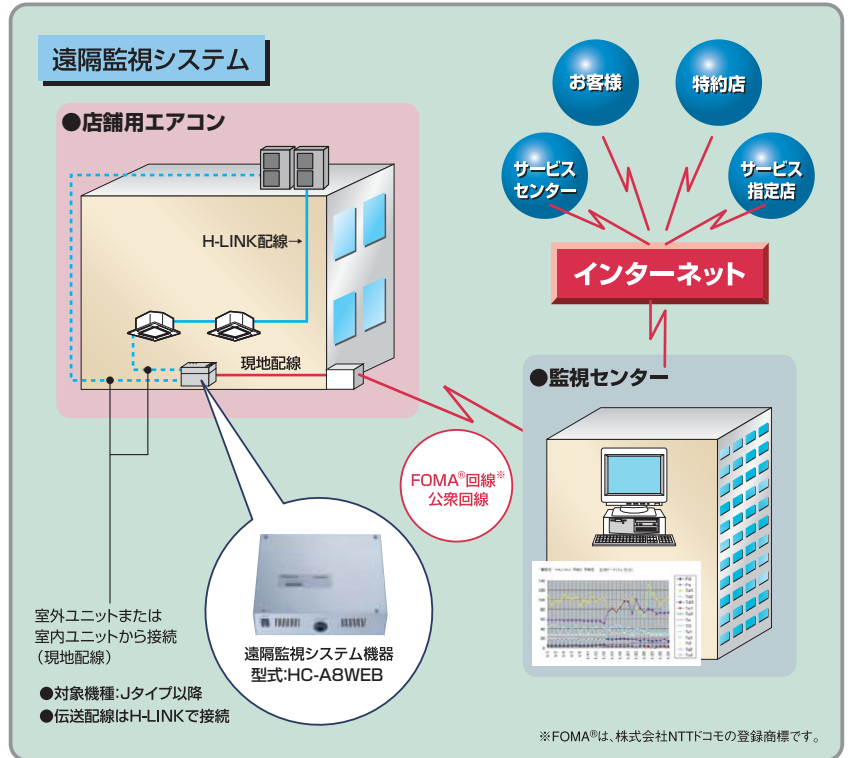 遠隔監視システム
●店舗用エアコン
H-LINK配線→
現地配線
お客様
特約店
サービス
センター
サービス
指定店
インターネット
●監視センター
FOMA®回線※
公衆回線
遠隔監視システム機器
型式:HC-A8WEB
室外ユニットまたは
室内ユニットから接続
(現地配線)
●対象機種:Jタイプ以降
●伝送配線はH-LINKで接続
※FOMA®は、株式会社NTTドコモの登録商標です。